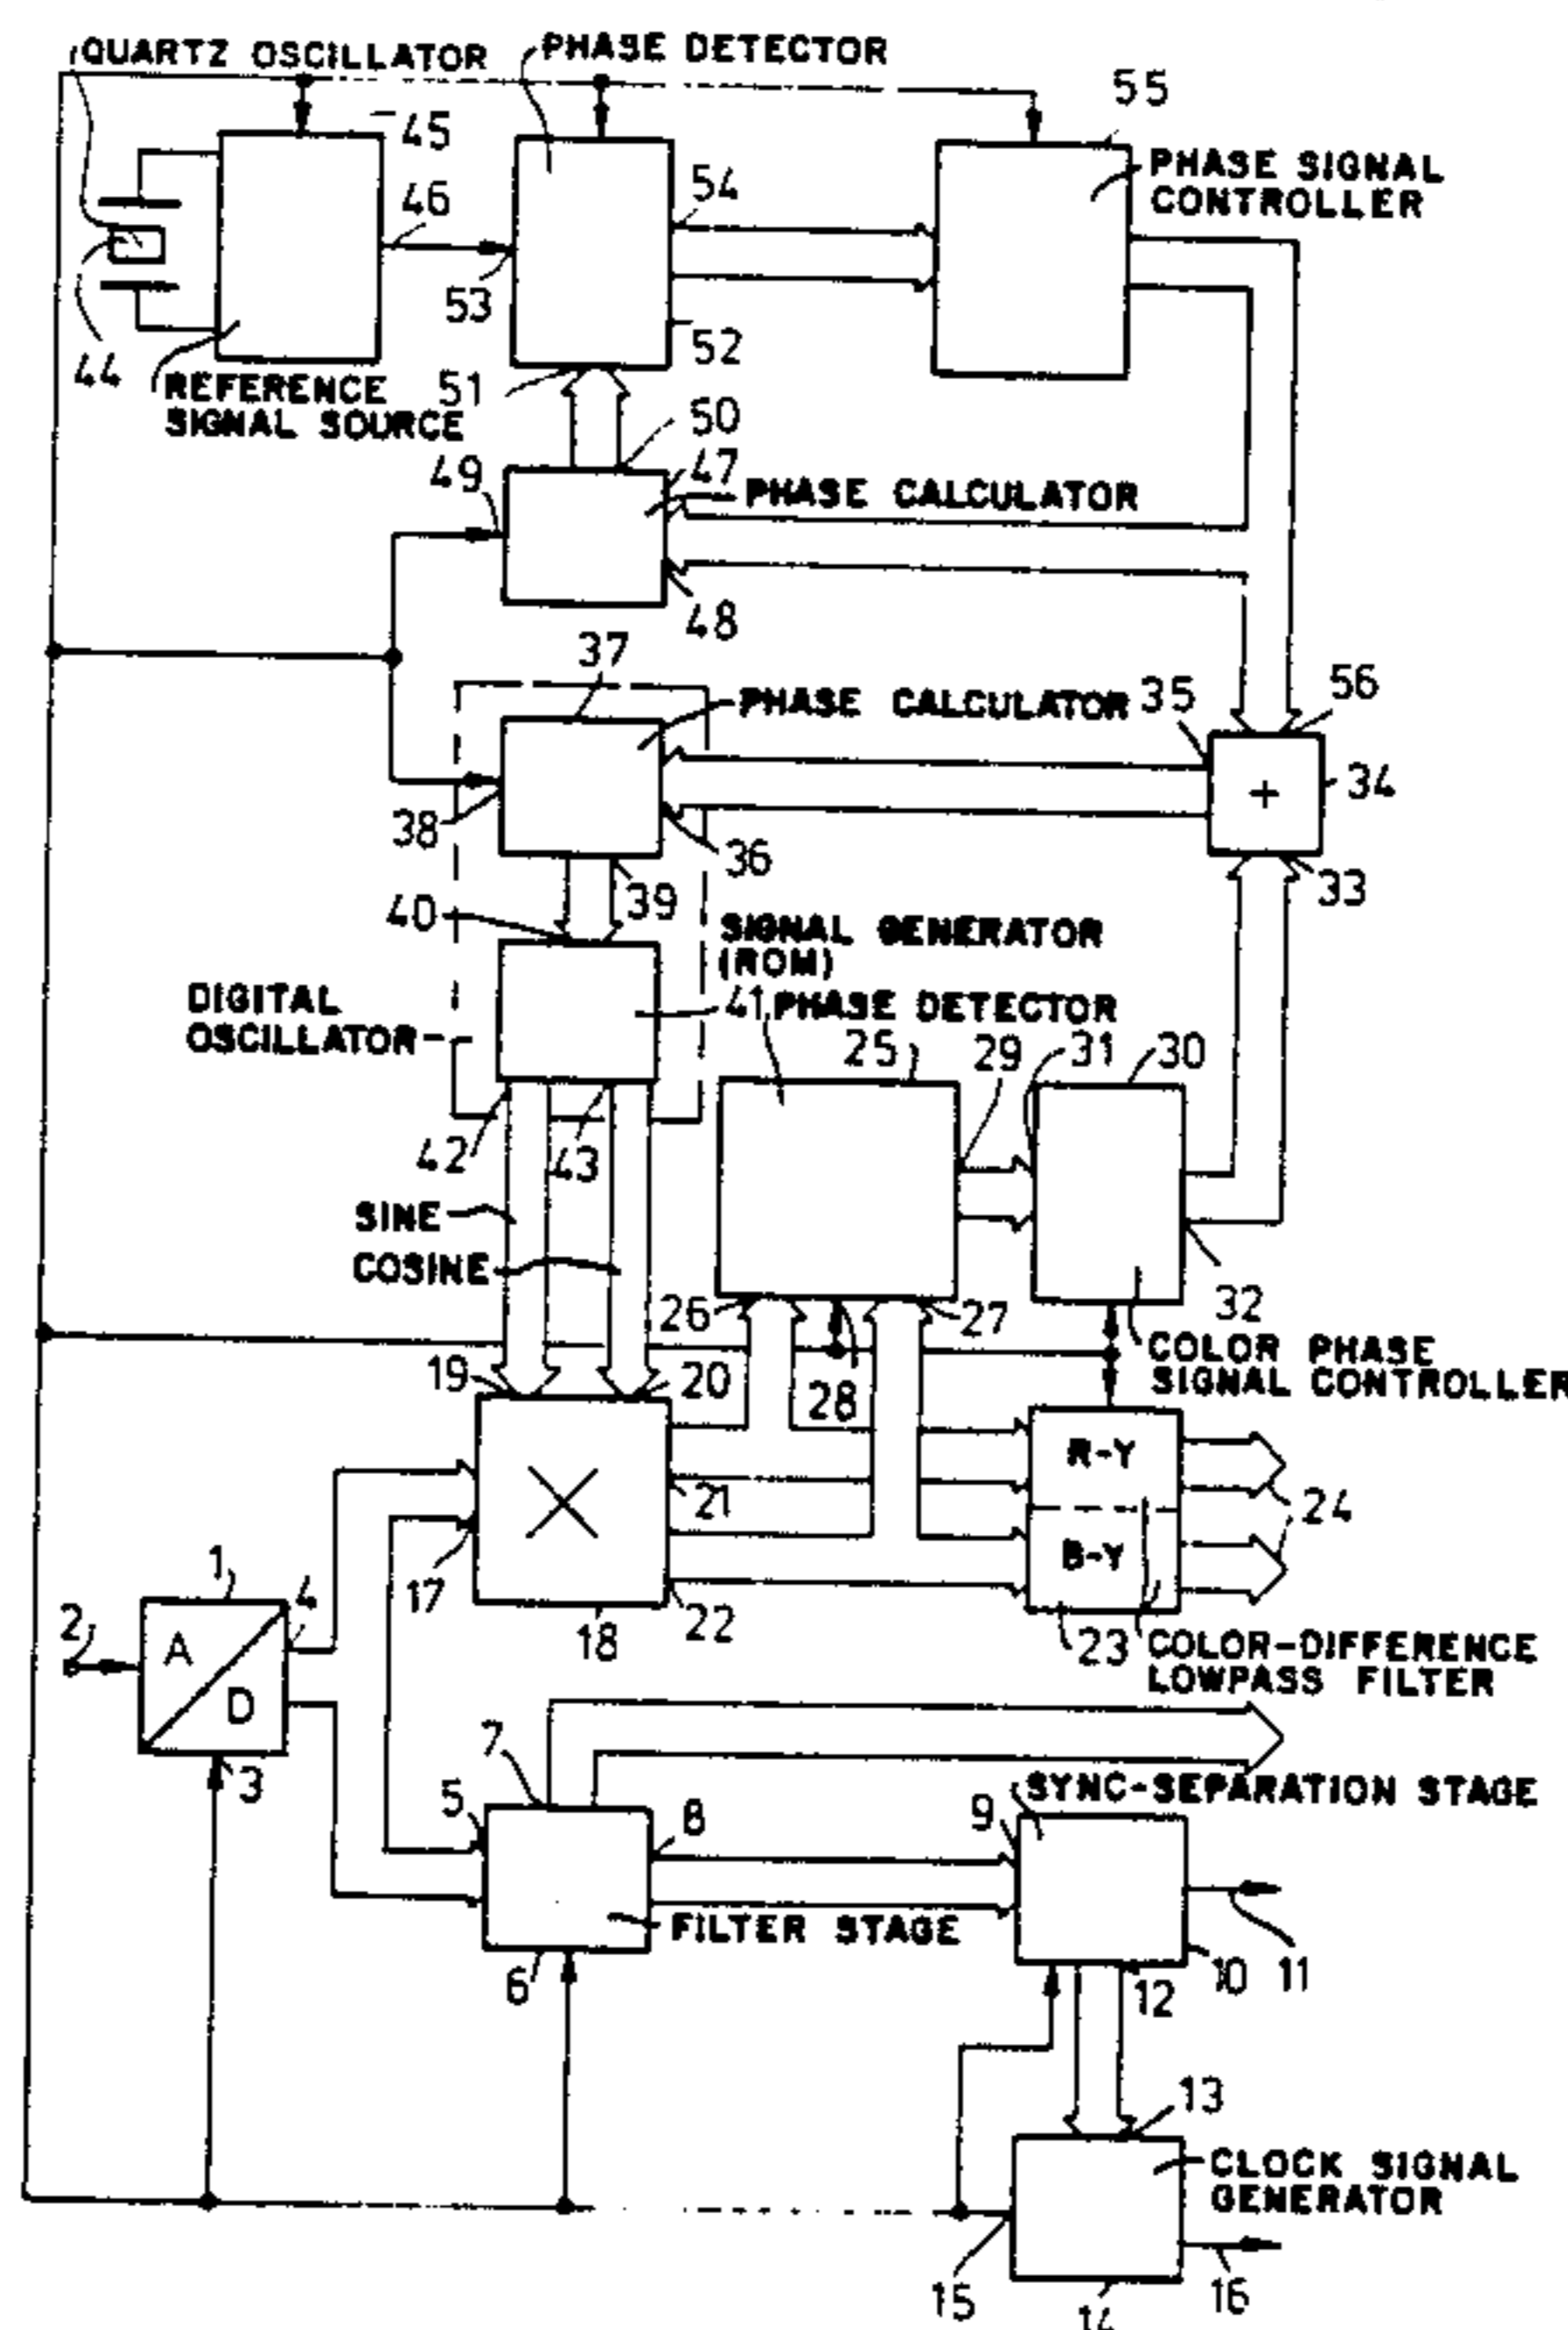 QUARTZ OSCILLATOR
PHASE DETECTOR
55
45
PHASE SIGNAL
CONTROLLER
46
54
53
52
44
REFERENCE
SIGNAL SOURCE
51
50
49
47
PHASE CALCULATOR
48
37
PHASE CALCULATOR
35
56
+
34
38
36
39
33
40
SIGNAL GENERATOR
(ROM)
DIGITAL
OSCILLATOR
41
PHASE DETECTOR
25
29
31
30
42
43
SINE
COSINE
26
27
32
COLOR PHASE
SIGNAL CONTROLLER
19
20
28
R-Y
21
24
B-Y
17
1
4
22
2
A
18
23
COLOR-DIFFERENCE
LOWPASS FILTER
D
7
3
5
8
9
SYNC-SEPARATION STAGE
FILTER STAGE
6
12
10
11
13
CLOCK SIGNAL
GENERATOR
15
14
16